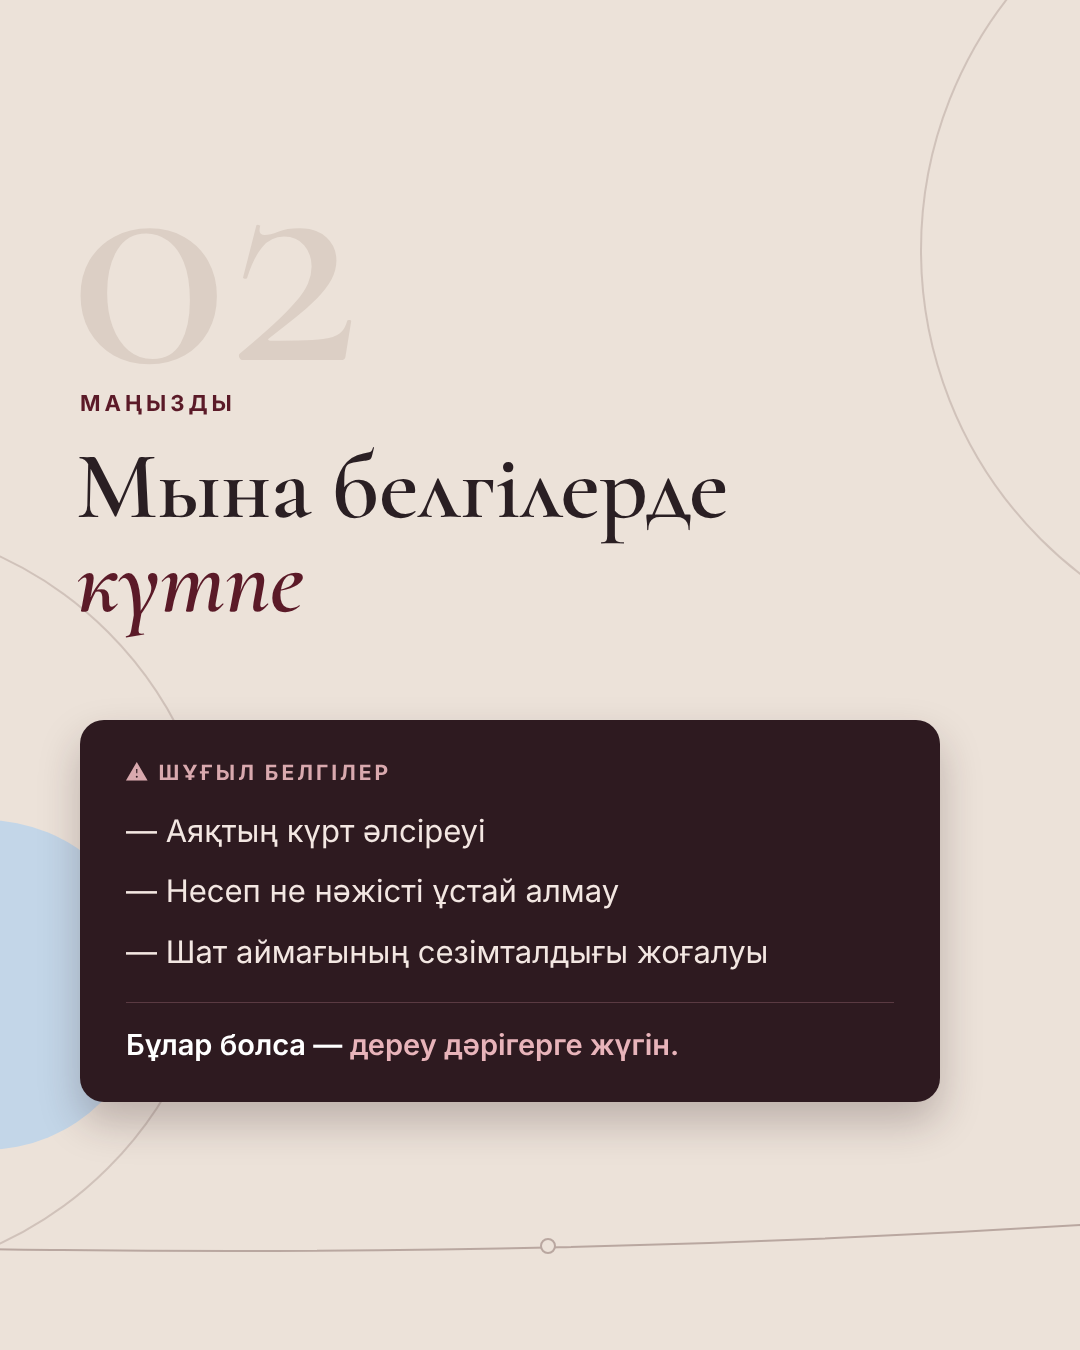 02
МАҢЫЗДЫ
Мына белгілерде
күтпе
⚠ ШҰҒЫЛ БЕЛГІЛЕР
— Аяқтың күрт әлсіреуі
— Несеп не нәжісті ұстай алмау
— Шат аймағының сезімталдығы жоғалуы
Бұлар болса — дереу дәрігерге жүгін.